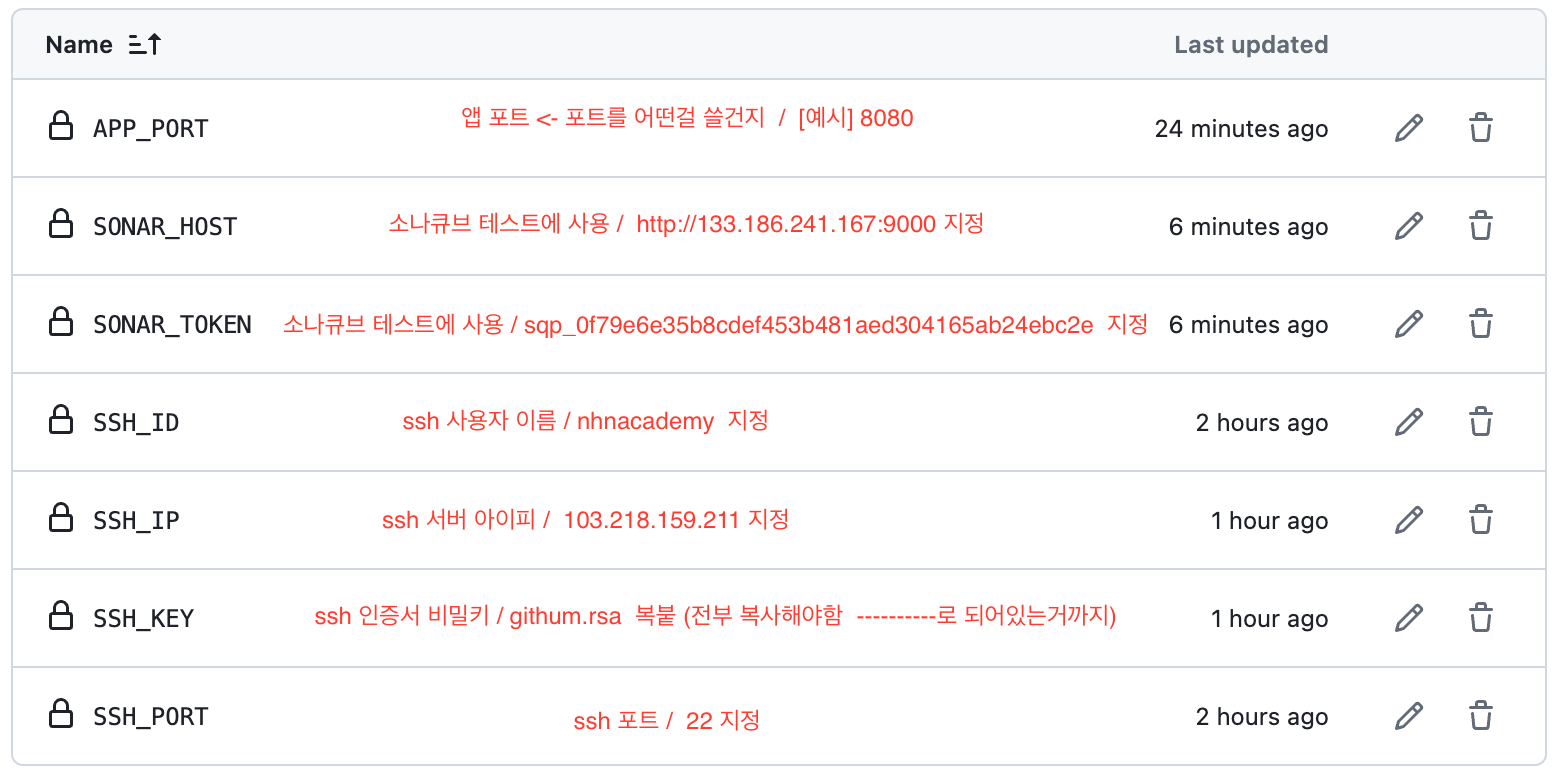 Name
Last updated
APP_PORT 앱 포트 <- 포트를 어떤걸 쓸건지 / [예시] 8080 24 minutes ago
SONAR_HOST 소나큐브 테스트에 사용 / http://133.186.241.167:9000 지정 6 minutes ago
SONAR_TOKEN 소나큐브 테스트에 사용 / sqp_0f79e6e35b8cdef453b481aed304165ab24ebc2e 지정 6 minutes ago
SSH_ID ssh 사용자 이름 / nhnacademy 지정 2 hours ago
SSH_IP ssh 서버 아이피 / 103.218.159.211 지정 1 hour ago
SSH_KEY ssh 인증서 비밀키 / githum.rsa 복붙 (전부 복사해야함 ----------로 되어있는거까지) 1 hour ago
SSH_PORT ssh 포트 / 22 지정 2 hours ago